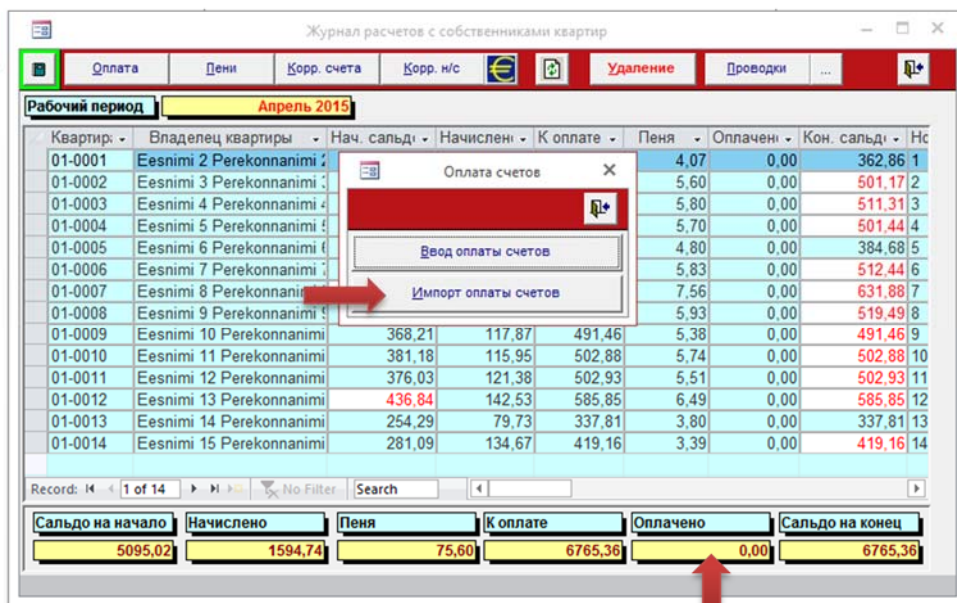 Журнал расчетов с собственниками квартир
Оплата Пени Корр. счета Корр. н/с Удаление Проводки ...
Рабочий период Апрель 2015
Квартир Владелец квартиры Нач. сальд Начислен К оплате Пеня Оплачен Кон. сальд Но
01-0001 Eesnimi 2 Perekonnanimi 4,07 0,00 362,86 1
01-0002 Eesnimi 3 Perekonnanimi 5,60 0,00 501,17 2
01-0003 Eesnimi 4 Perekonnanimi 5,80 0,00 511,31 3
01-0004 Eesnimi 5 Perekonnanimi 5,70 0,00 501,44 4
01-0005 Eesnimi 6 Perekonnanimi 4,80 0,00 384,68 5
01-0006 Eesnimi 7 Perekonnanimi 5,83 0,00 512,44 6
01-0007 Eesnimi 8 7,56 0,00 631,88 7
01-0008 Eesnimi 9 Perekonnanimi 5,93 0,00 519,49 8
01-0009 Eesnimi 10 Perekonnanimi 368,21 117,87 491,46 5,38 0,00 491,46 9
01-0010 Eesnimi 11 Perekonnanimi 381,18 115,95 502,88 5,74 0,00 502,88 10
01-0011 Eesnimi 12 Perekonnanimi 376,03 121,38 502,93 5,51 0,00 502,93 11
01-0012 Eesnimi 13 Perekonnanimi 436,84 142,53 585,85 6,49 0,00 585,85 12
01-0013 Eesnimi 14 Perekonnanimi 254,29 79,73 337,81 3,80 0,00 337,81 13
01-0014 Eesnimi 15 Perekonnanimi 281,09 134,67 419,16 3,39 0,00 419,16 14
Оплата счетов
Ввод оплаты счетов
Импорт оплаты счетов
Record: 1 of 14 No Filter Search
Сальдо на начало Начислено Пеня К оплате Оплачено Сальдо на конец
5095,02 1594,74 75,60 6765,36 0,00 6765,36